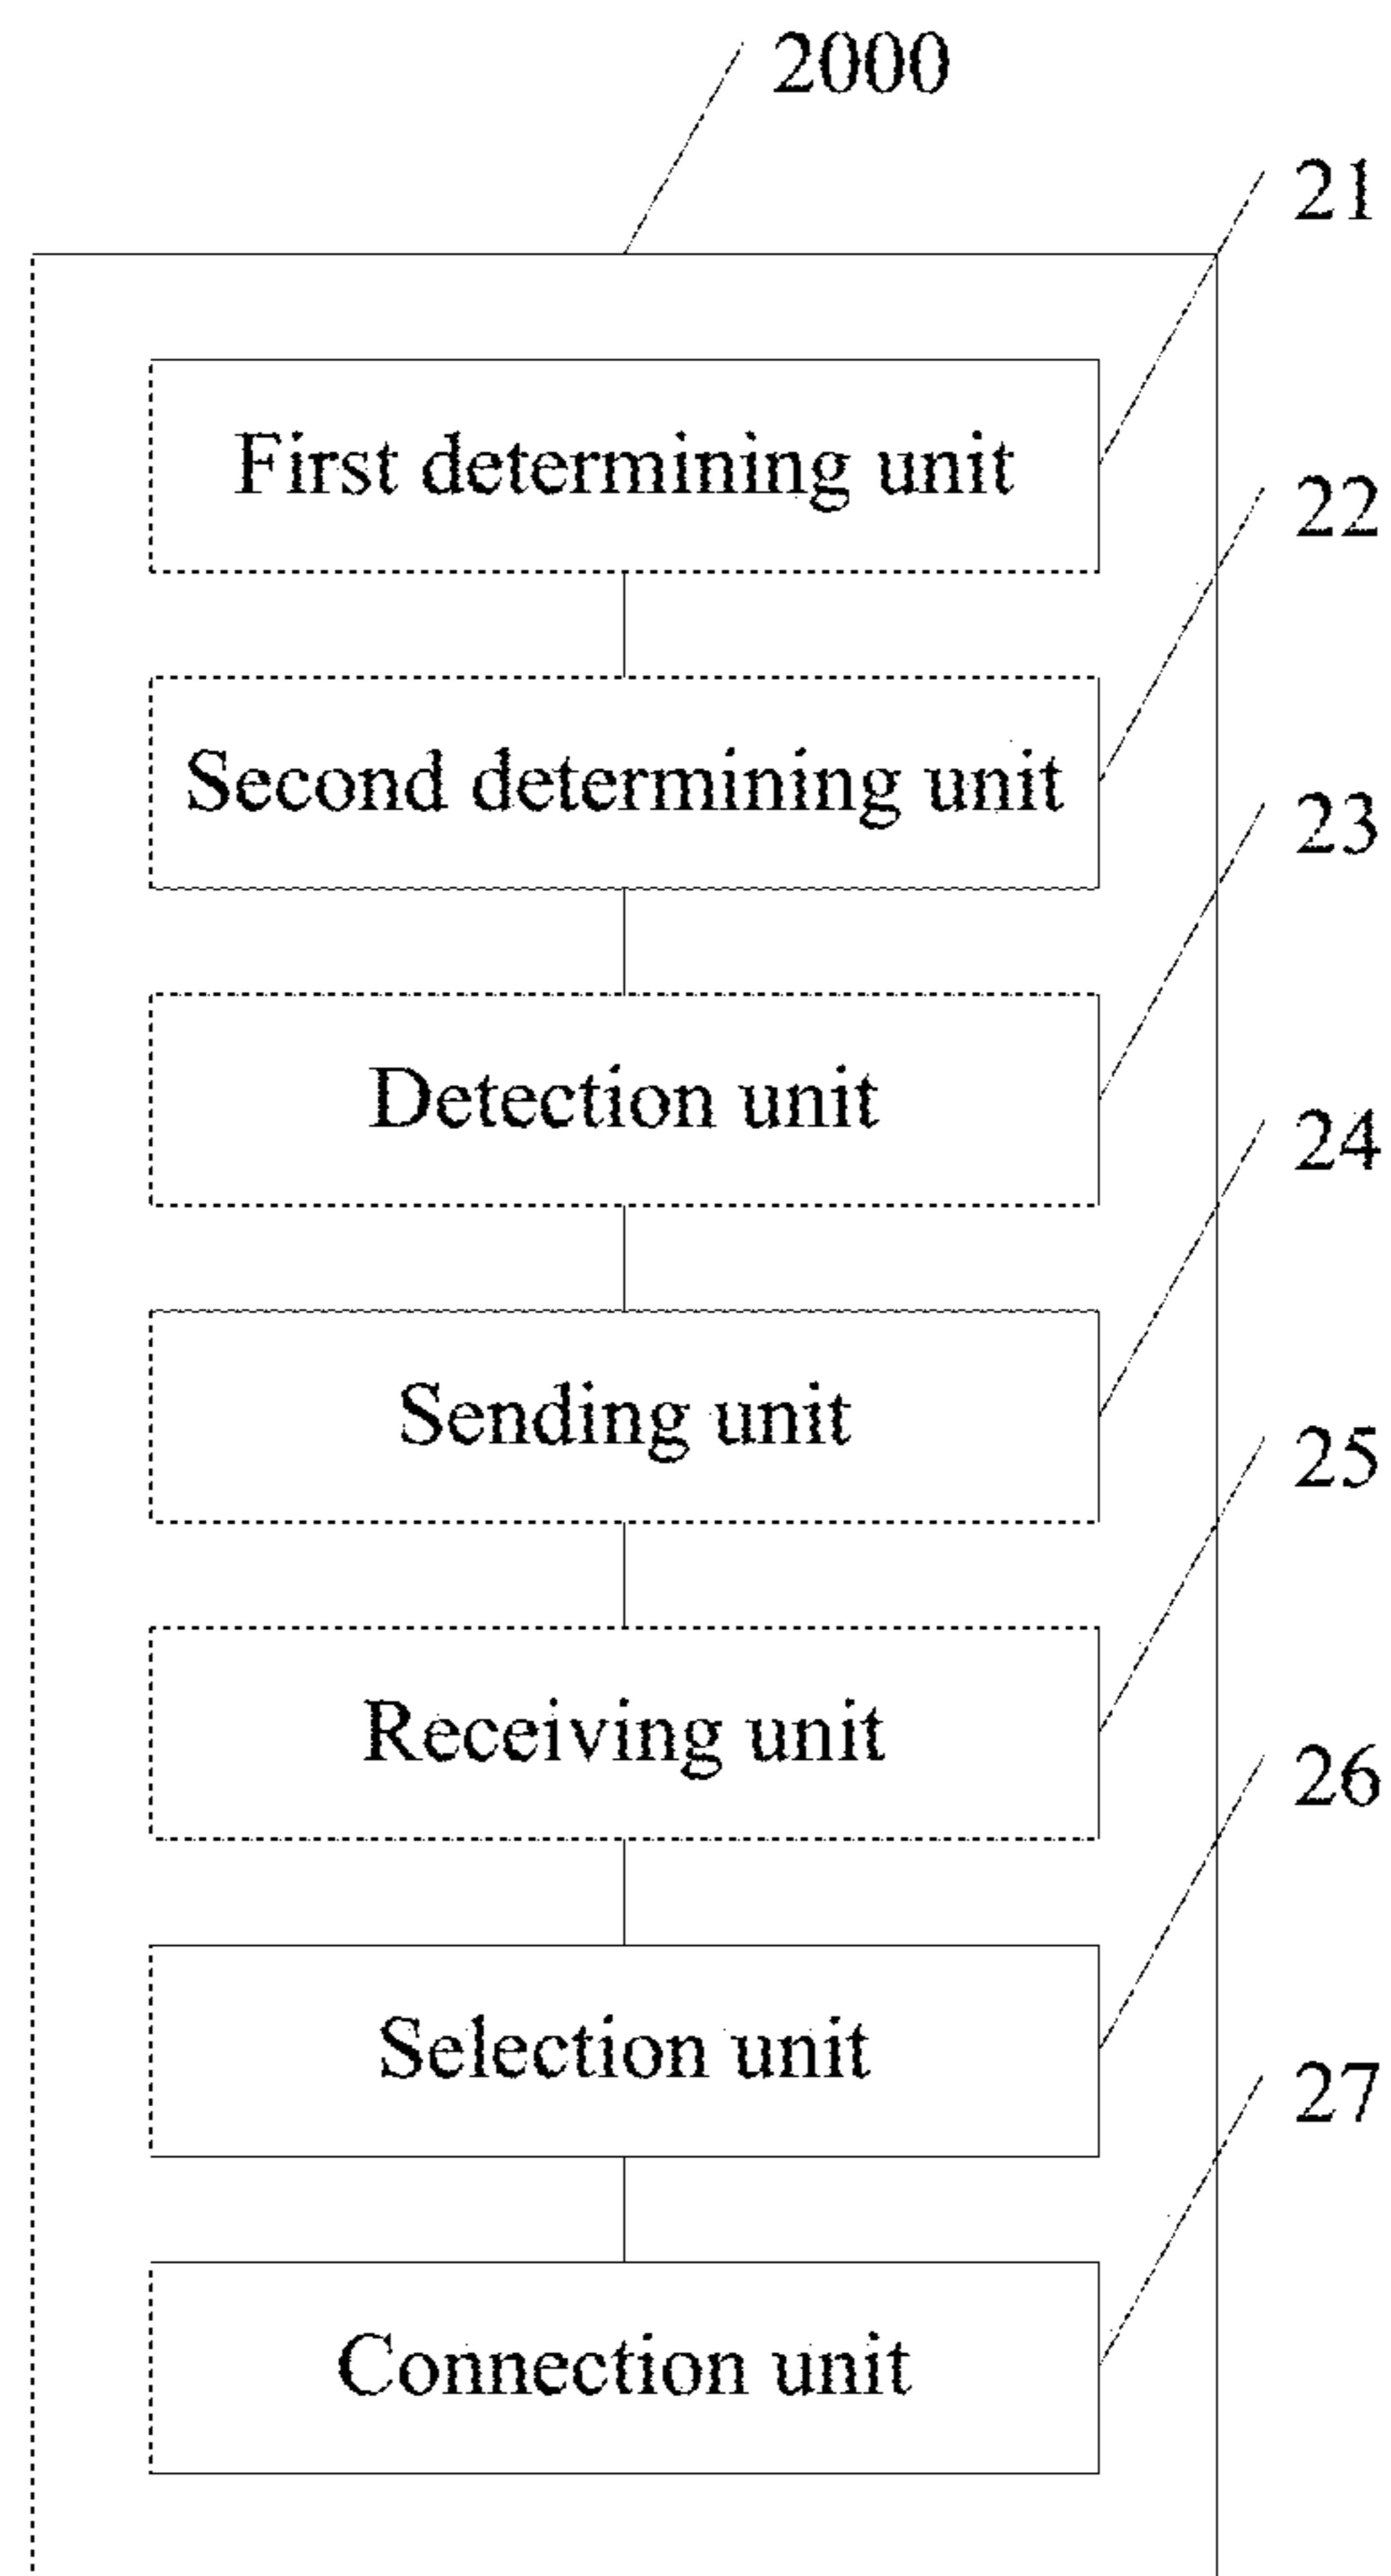 2000
21
First determining unit
22
Second determining unit
23
Detection unit
24
Sending unit
25
Receiving unit
26
Selection unit
27
Connection unit